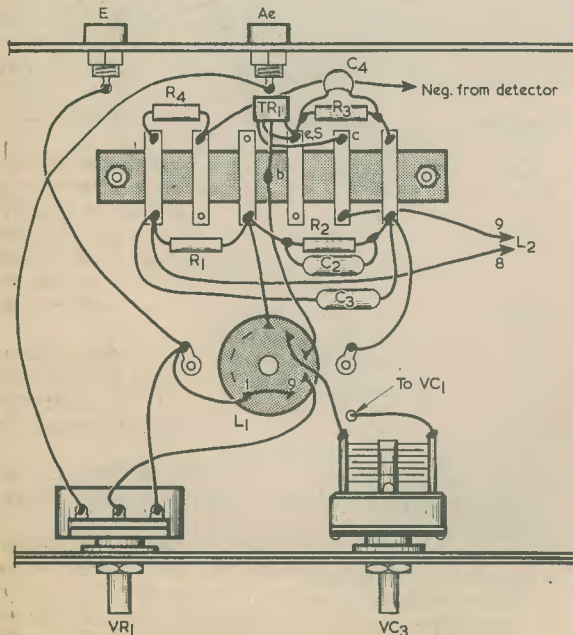 E Ae
C4
Neg. from detector
R4 TR1 R3
e,S c
b
R1 R2
C2
C3
9
L2
8
1 9
L1
To VC1
VR1 VC3